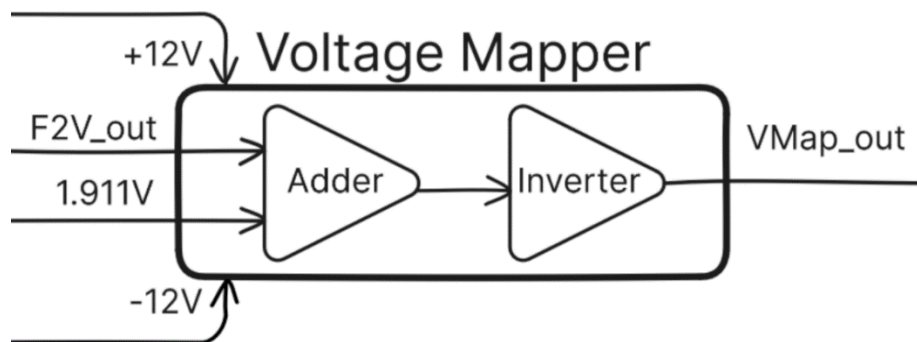 +12V
Voltage Mapper
F2V_out
VMap_out
1.911V
Adder
Inverter
-12V